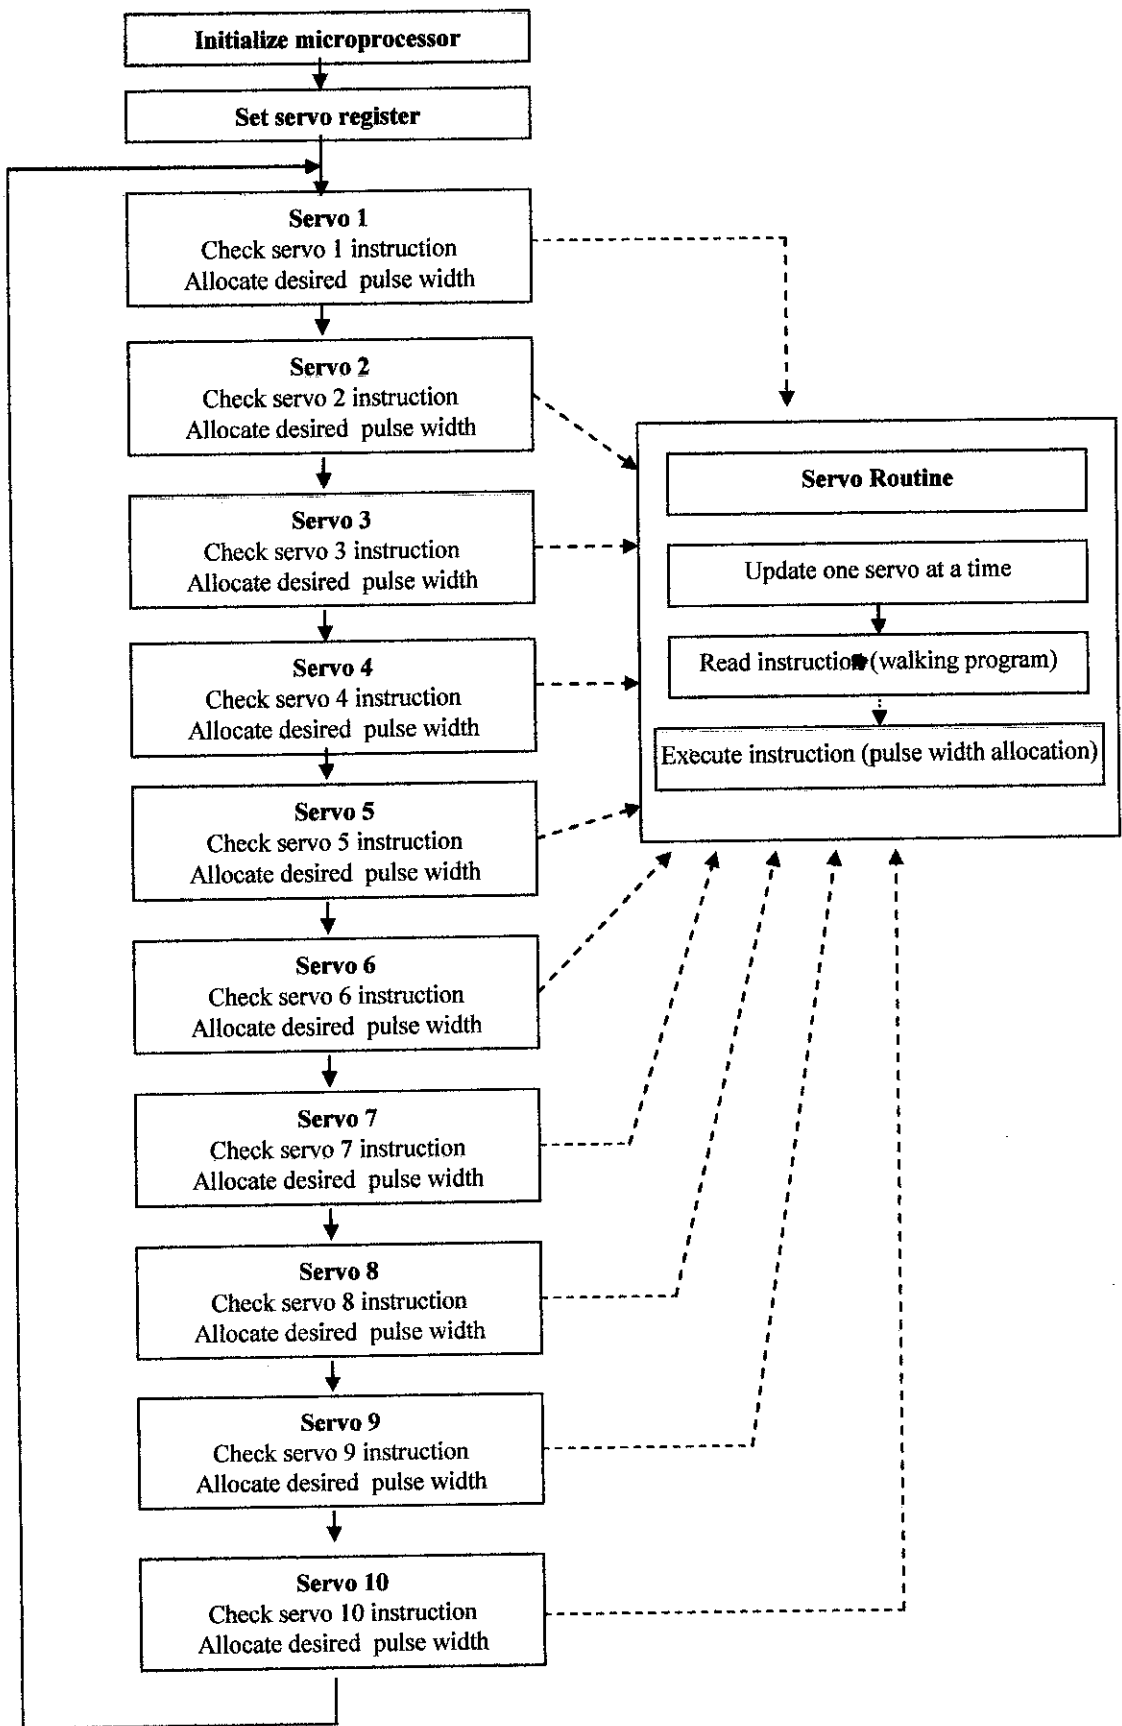 Initialize microprocessor
Set servo register
Servo 1
Check servo 1 instruction
Allocate desired pulse width
Servo 2
Check servo 2 instruction
Allocate desired pulse width
Servo 3
Check servo 3 instruction
Allocate desired pulse width
Servo 4
Check servo 4 instruction
Allocate desired pulse width
Servo 5
Check servo 5 instruction
Allocate desired pulse width
Servo 6
Check servo 6 instruction
Allocate desired pulse width
Servo 7
Check servo 7 instruction
Allocate desired pulse width
Servo 8
Check servo 8 instruction
Allocate desired pulse width
Servo 9
Check servo 9 instruction
Allocate desired pulse width
Servo 10
Check servo 10 instruction
Allocate desired pulse width
Servo Routine
Update one servo at a time
Read instruction (walking program)
Execute instruction (pulse width allocation)